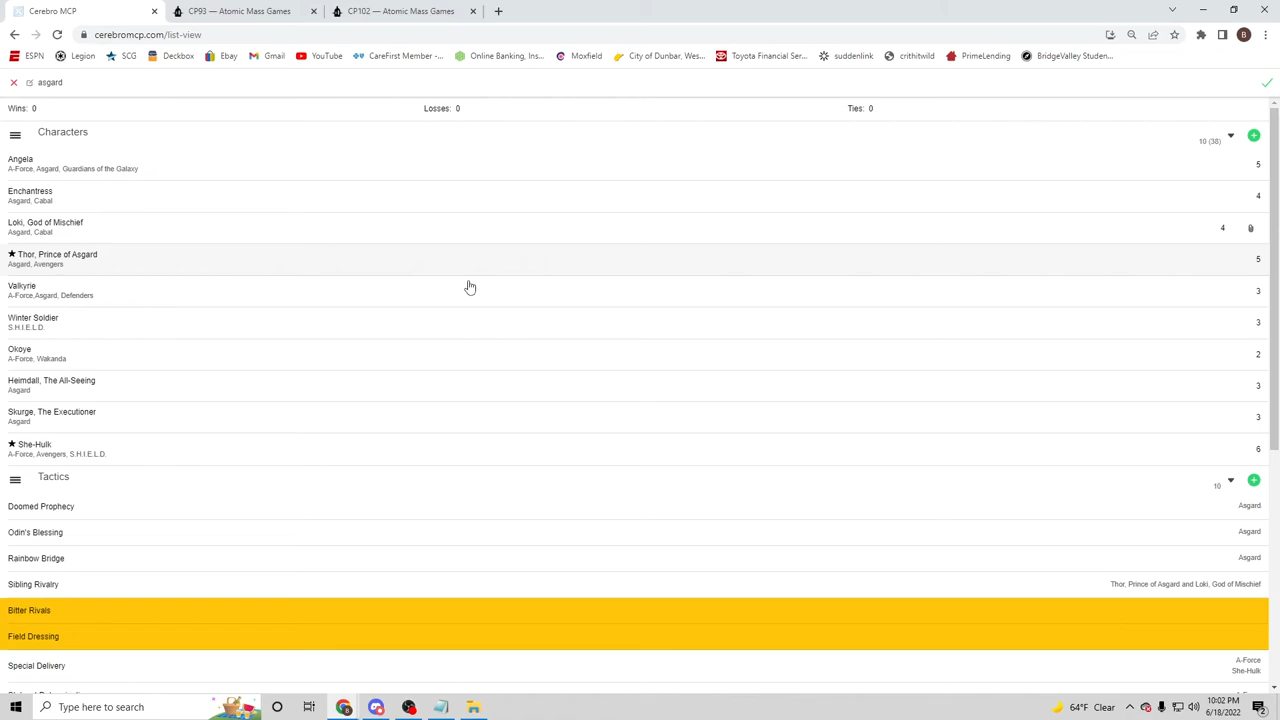 Cerebro MCP
CP93 — Atomic Mass Games
CP102 — Atomic Mass Games
cerebromcp.com/list-view
B
ESPN
Legion
SCG
Deckbox
Ebay
Gmail
YouTube
CareFirst Member -...
Online Banking, Ins...
Moxfield
City of Dunbar, Wes...
Toyota Financial Ser...
suddenlink
crithitwild
PrimeLending
BridgeValley Studen...
asgard
Wins: 0
Losses: 0
Ties: 0
Characters
10 (38)
Angela
A-Force, Asgard, Guardians of the Galaxy
5
Enchantress
Asgard, Cabal
4
Loki, God of Mischief
Asgard, Cabal
4
Thor, Prince of Asgard
Asgard, Avengers
5
Valkyrie
A-Force,Asgard, Defenders
3
Winter Soldier
S.H.I.E.L.D.
3
Okoye
A-Force, Wakanda
2
Heimdall, The All-Seeing
Asgard
3
Skurge, The Executioner
Asgard
3
She-Hulk
A-Force, Avengers, S.H.I.E.L.D.
6
Tactics
10
Doomed Prophecy
Asgard
Odin's Blessing
Asgard
Rainbow Bridge
Asgard
Sibling Rivalry
Thor, Prince of Asgard and Loki, God of Mischief
Bitter Rivals
Field Dressing
Special Delivery
A-Force
She-Hulk
Type here to search
64°F Clear
10:02 PM
6/18/2022
2